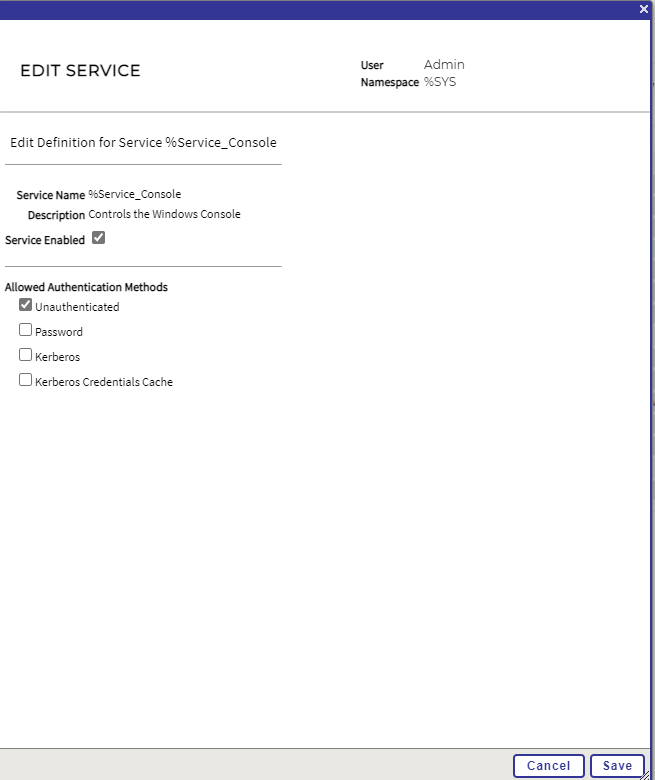 EDIT SERVICE
User Admin
Namespace %SYS
Edit Definition for Service %Service_Console
Service Name %Service_Console
Description Controls the Windows Console
Service Enabled
Allowed Authentication Methods
Unauthenticated
Password
Kerberos
Kerberos Credentials Cache
Cancel Save